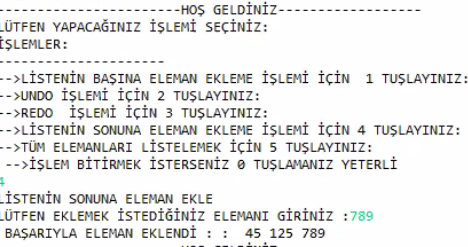 ------------------------HOŞ GELDİNİZ------------------
LÜTFEN YAPACAĞINIZ İŞLEMİ SEÇİNİZ:
İŞLEMLER:
---------------------
-->LİSTENİN BAŞINA ELEMAN EKLEME İŞLEMİ İÇİN  1 TUŞLAYINIZ:
-->UNDO İŞLEMİ İÇİN 2 TUŞLAYINIZ:
-->REDO  İŞLEMİ İÇİN 3 TUŞLAYINIZ:
-->LİSTENİN SONUNA ELEMAN EKLEME İŞLEMİ İÇİN 4 TUŞLAYINIZ:
-->TÜM ELEMANLARI LİSTELEMEK İÇİN 5 TUŞLAYINIZ:
-->İŞLEM BİTİRMEK İSTERSENİZ 0 TUŞLAMANIZ YETERLİ
4
LİSTENİN SONUNA ELEMAN EKLE
LÜTFEN EKLEMEK İSTEDİĞİNİZ ELEMANI GİRİNİZ :789
BAŞARIYLA ELEMAN EKLENDİ : :  45 125 789
------------------------HOŞ GELDİNİZ------------------